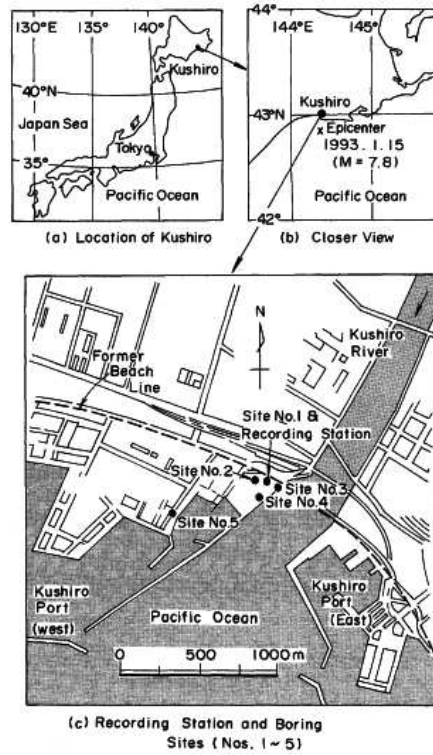 130°E 135° 140°
Kushiro
40°N
Japan Sea
Tokyo
35°
Pacific Ocean
(a) Location of Kushiro
44°
144°E 145°
Kushiro
43°N
x Epicenter
1993.1.15
(M = 7.8)
Pacific Ocean
42°
(b) Closer View
N
Kushiro
River
Former
Beach
Line
Site No.1 &
Recording Station
Site No.2
Site No.3
Site No.4
Site No.5
Kushiro
Port
(west)
Pacific Ocean
Kushiro
Port
(East)
0 500 1000m
(c) Recording Station and Boring
Sites (Nos. 1~5)